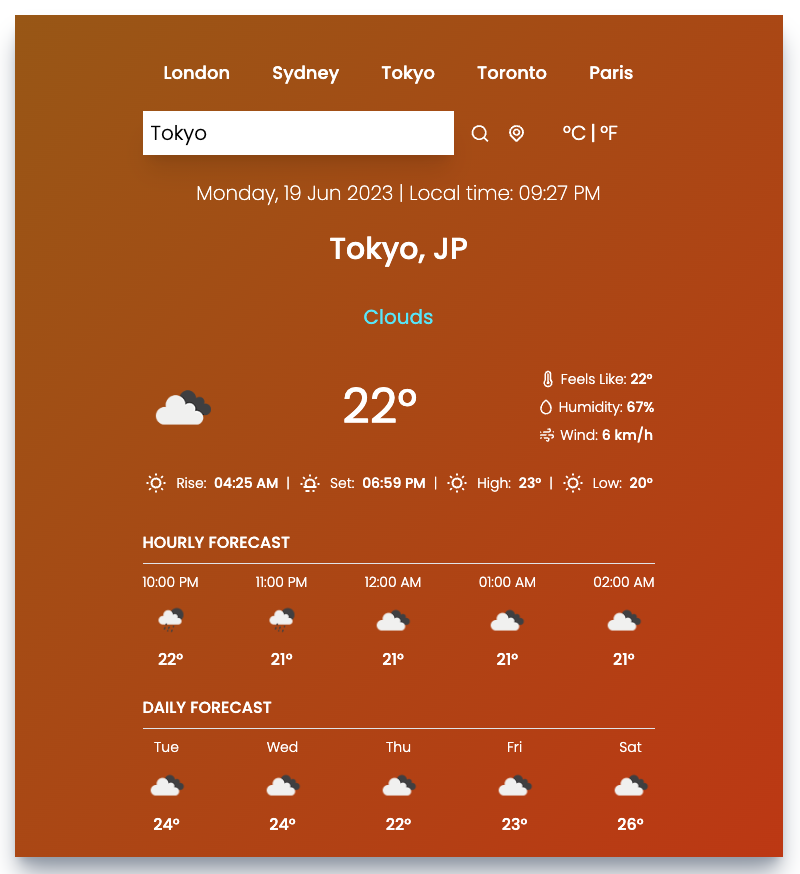 London Sydney Tokyo Toronto Paris
Tokyo °C | °F
Monday, 19 Jun 2023 | Local time: 09:27 PM
Tokyo, JP
Clouds
22°
Feels Like: 22°
Humidity: 67%
Wind: 6 km/h
Rise: 04:25 AM | Set: 06:59 PM | High: 23° | Low: 20°
HOURLY FORECAST
10:00 PM 11:00 PM 12:00 AM 01:00 AM 02:00 AM
22° 21° 21° 21° 21°
DAILY FORECAST
Tue Wed Thu Fri Sat
24° 24° 22° 23° 26°